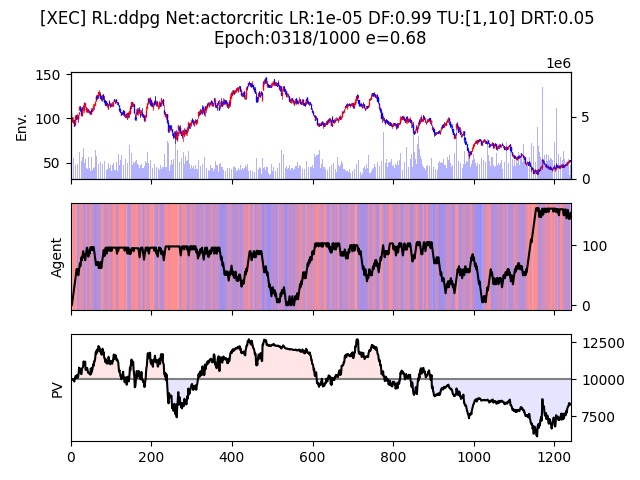 [XEC] RL:ddpg Net:actorcritic LR:1e-05 DF:0.99 TU:[1,10] DRT:0.05
Epoch:0318/1000 e=0.68
1e6
150
100
50
Env.
5
0
Agent
100
0
PV
12500
10000
7500
0 200 400 600 800 1000 1200